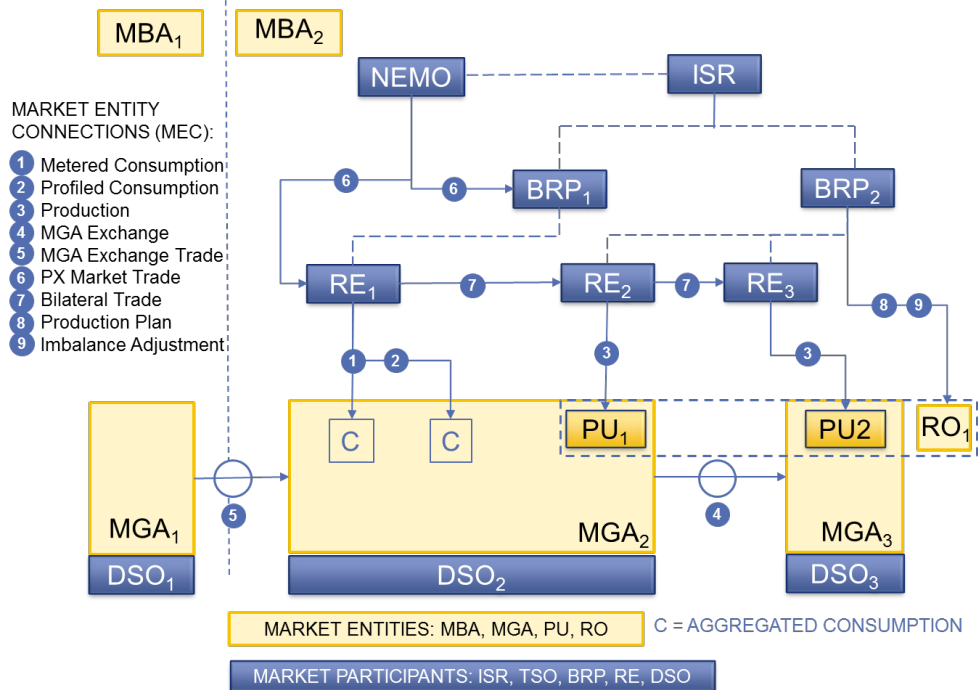 MBA₁
MBA₂
NEMO
ISR
MARKET ENTITY
CONNECTIONS (MEC):
1 Metered Consumption
2 Profiled Consumption
3 Production
4 MGA Exchange
5 MGA Exchange Trade
6 PX Market Trade
7 Bilateral Trade
8 Production Plan
9 Imbalance Adjustment
6
6
BRP₁
BRP₂
RE₁
7
RE₂
7
RE₃
8
9
1
2
3
3
C
C
PU₁
PU2
RO₁
MGA₁
5
MGA₂
4
MGA₃
DSO₁
DSO₂
DSO₃
MARKET ENTITIES: MBA, MGA, PU, RO
C = AGGREGATED CONSUMPTION
MARKET PARTICIPANTS: ISR, TSO, BRP, RE, DSO